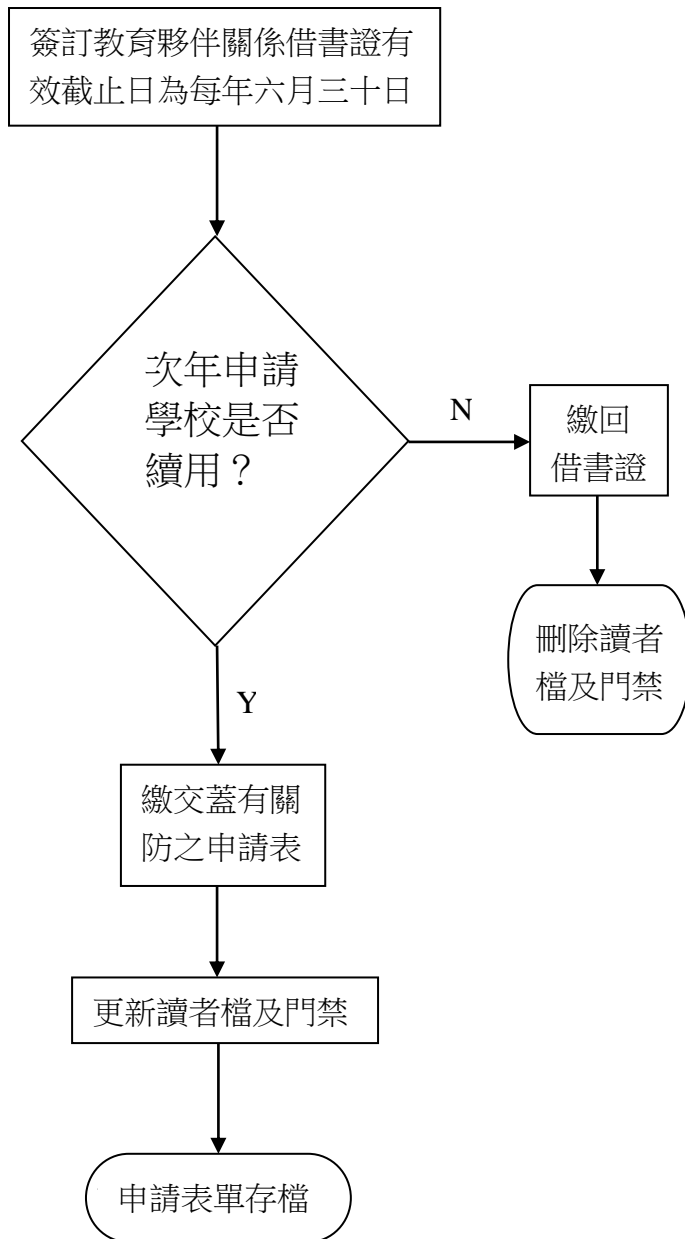 簽訂教育夥伴關係借書證有
效截止日為每年六月三十日
次年申請
學校是否
續用？
N
繳回
借書證
刪除讀者
檔及門禁
Y
繳交蓋有關
防之申請表
更新讀者檔及門禁
申請表單存檔